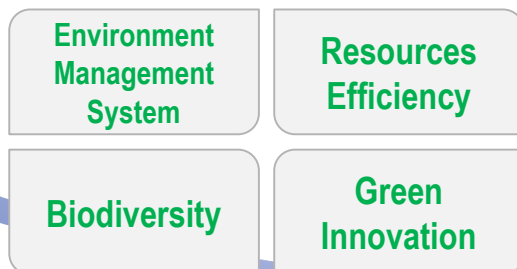 Environment
Management
System
Resources
Efficiency
Biodiversity
Green
Innovation